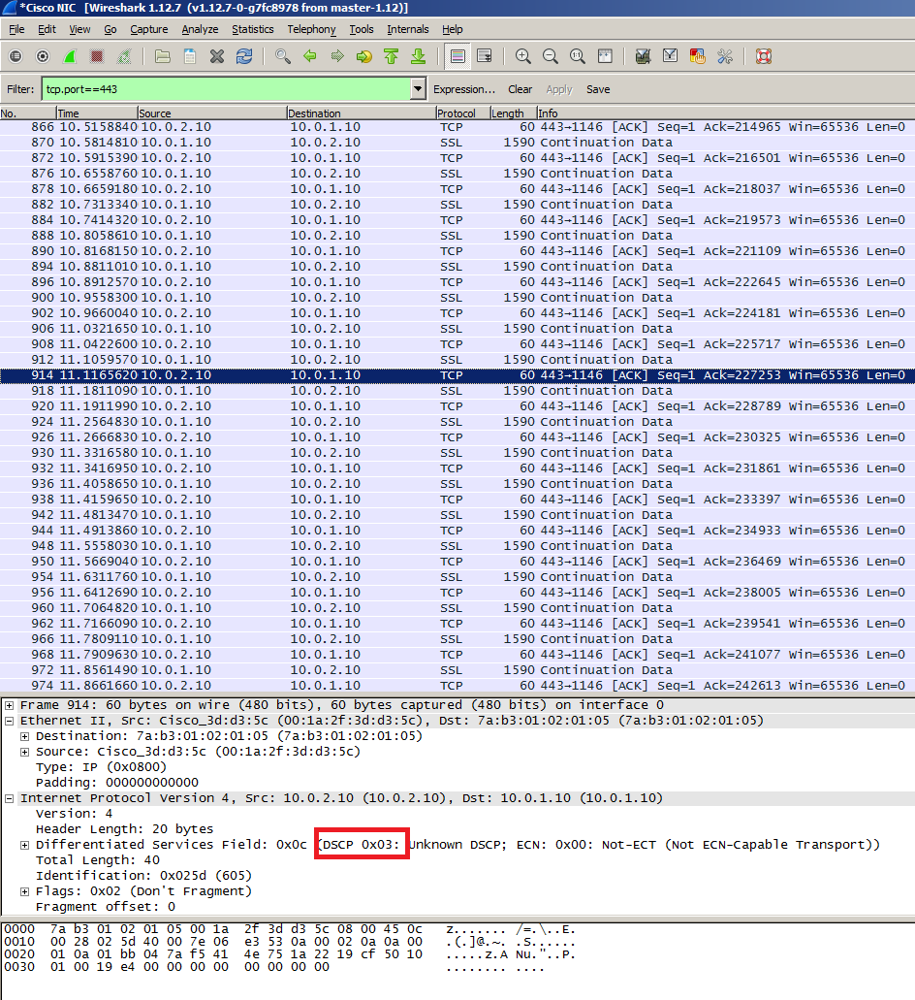 *Cisco NIC [Wireshark 1.12.7 (v1.12.7-0-g7fc8978 from master-1.12)]
File Edit View Go Capture Analyze Statistics Telephony Tools Internals Help
Filter: tcp.port==443 Expression... Clear Apply Save
No. Time Source Destination Protocol Length Info
866 10.5158840 10.0.2.10 10.0.1.10 TCP 60 443→1146 [ACK] Seq=1 Ack=214965 Win=65536 Len=0
870 10.5814810 10.0.1.10 10.0.2.10 SSL 1590 Continuation Data
872 10.5915390 10.0.2.10 10.0.1.10 TCP 60 443→1146 [ACK] Seq=1 Ack=216501 Win=65536 Len=0
876 10.6558760 10.0.1.10 10.0.2.10 SSL 1590 Continuation Data
878 10.6659180 10.0.2.10 10.0.1.10 TCP 60 443→1146 [ACK] Seq=1 Ack=218037 Win=65536 Len=0
882 10.7313340 10.0.1.10 10.0.2.10 SSL 1590 Continuation Data
884 10.7414320 10.0.2.10 10.0.1.10 TCP 60 443→1146 [ACK] Seq=1 Ack=219573 Win=65536 Len=0
888 10.8058610 10.0.1.10 10.0.2.10 SSL 1590 Continuation Data
890 10.8168150 10.0.2.10 10.0.1.10 TCP 60 443→1146 [ACK] Seq=1 Ack=221109 Win=65536 Len=0
894 10.8811010 10.0.1.10 10.0.2.10 SSL 1590 Continuation Data
896 10.8912570 10.0.2.10 10.0.1.10 TCP 60 443→1146 [ACK] Seq=1 Ack=222645 Win=65536 Len=0
900 10.9558300 10.0.1.10 10.0.2.10 SSL 1590 Continuation Data
902 10.9660040 10.0.2.10 10.0.1.10 TCP 60 443→1146 [ACK] Seq=1 Ack=224181 Win=65536 Len=0
906 11.0321650 10.0.1.10 10.0.2.10 SSL 1590 Continuation Data
908 11.0422600 10.0.2.10 10.0.1.10 TCP 60 443→1146 [ACK] Seq=1 Ack=225717 Win=65536 Len=0
912 11.1059570 10.0.1.10 10.0.2.10 SSL 1590 Continuation Data
914 11.1165620 10.0.2.10 10.0.1.10 TCP 60 443→1146 [ACK] Seq=1 Ack=227253 Win=65536 Len=0
918 11.1811090 10.0.1.10 10.0.2.10 SSL 1590 Continuation Data
920 11.1911990 10.0.2.10 10.0.1.10 TCP 60 443→1146 [ACK] Seq=1 Ack=228789 Win=65536 Len=0
924 11.2564830 10.0.1.10 10.0.2.10 SSL 1590 Continuation Data
926 11.2666830 10.0.2.10 10.0.1.10 TCP 60 443→1146 [ACK] Seq=1 Ack=230325 Win=65536 Len=0
930 11.3316580 10.0.1.10 10.0.2.10 SSL 1590 Continuation Data
932 11.3416950 10.0.2.10 10.0.1.10 TCP 60 443→1146 [ACK] Seq=1 Ack=231861 Win=65536 Len=0
936 11.4058650 10.0.1.10 10.0.2.10 SSL 1590 Continuation Data
938 11.4159650 10.0.2.10 10.0.1.10 TCP 60 443→1146 [ACK] Seq=1 Ack=233397 Win=65536 Len=0
942 11.4813470 10.0.1.10 10.0.2.10 SSL 1590 Continuation Data
944 11.4913860 10.0.2.10 10.0.1.10 TCP 60 443→1146 [ACK] Seq=1 Ack=234933 Win=65536 Len=0
948 11.5558030 10.0.1.10 10.0.2.10 SSL 1590 Continuation Data
950 11.5669040 10.0.2.10 10.0.1.10 TCP 60 443→1146 [ACK] Seq=1 Ack=236469 Win=65536 Len=0
954 11.6311760 10.0.1.10 10.0.2.10 SSL 1590 Continuation Data
956 11.6412690 10.0.2.10 10.0.1.10 TCP 60 443→1146 [ACK] Seq=1 Ack=238005 Win=65536 Len=0
960 11.7064820 10.0.1.10 10.0.2.10 SSL 1590 Continuation Data
962 11.7166090 10.0.2.10 10.0.1.10 TCP 60 443→1146 [ACK] Seq=1 Ack=239541 Win=65536 Len=0
966 11.7809110 10.0.1.10 10.0.2.10 SSL 1590 Continuation Data
968 11.7909630 10.0.2.10 10.0.1.10 TCP 60 443→1146 [ACK] Seq=1 Ack=241077 Win=65536 Len=0
972 11.8561490 10.0.1.10 10.0.2.10 SSL 1590 Continuation Data
974 11.8661660 10.0.2.10 10.0.1.10 TCP 60 443→1146 [ACK] Seq=1 Ack=242613 Win=65536 Len=0
Frame 914: 60 bytes on wire (480 bits), 60 bytes captured (480 bits) on interface 0
Ethernet II, Src: Cisco_3d:d3:5c (00:1a:2f:3d:d3:5c), Dst: 7a:b3:01:02:01:05 (7a:b3:01:02:01:05)
Destination: 7a:b3:01:02:01:05 (7a:b3:01:02:01:05)
Source: Cisco_3d:d3:5c (00:1a:2f:3d:d3:5c)
Type: IP (0x0800)
Padding: 000000000000
Internet Protocol Version 4, Src: 10.0.2.10 (10.0.2.10), Dst: 10.0.1.10 (10.0.1.10)
Version: 4
Header Length: 20 bytes
Differentiated Services Field: 0x0c (DSCP 0x03: Unknown DSCP; ECN: 0x00: Not-ECT (Not ECN-Capable Transport))
Total Length: 40
Identification: 0x025d (605)
Flags: 0x02 (Don't Fragment)
Fragment offset: 0
0000 7a b3 01 02 01 05 00 1a 2f 3d d3 5c 08 00 45 0c z....... /=.\..E.
0010 00 28 02 5d 40 00 7e 06 e3 53 0a 00 02 0a 0a 00 .(.]@.~. .S......
0020 01 0a 01 bb 04 7a f5 41 4e 75 1a 22 19 cf 50 10 .....z.A Nu."..P.
0030 01 00 19 e4 00 00 00 00 00 00 00 00 ........ ....